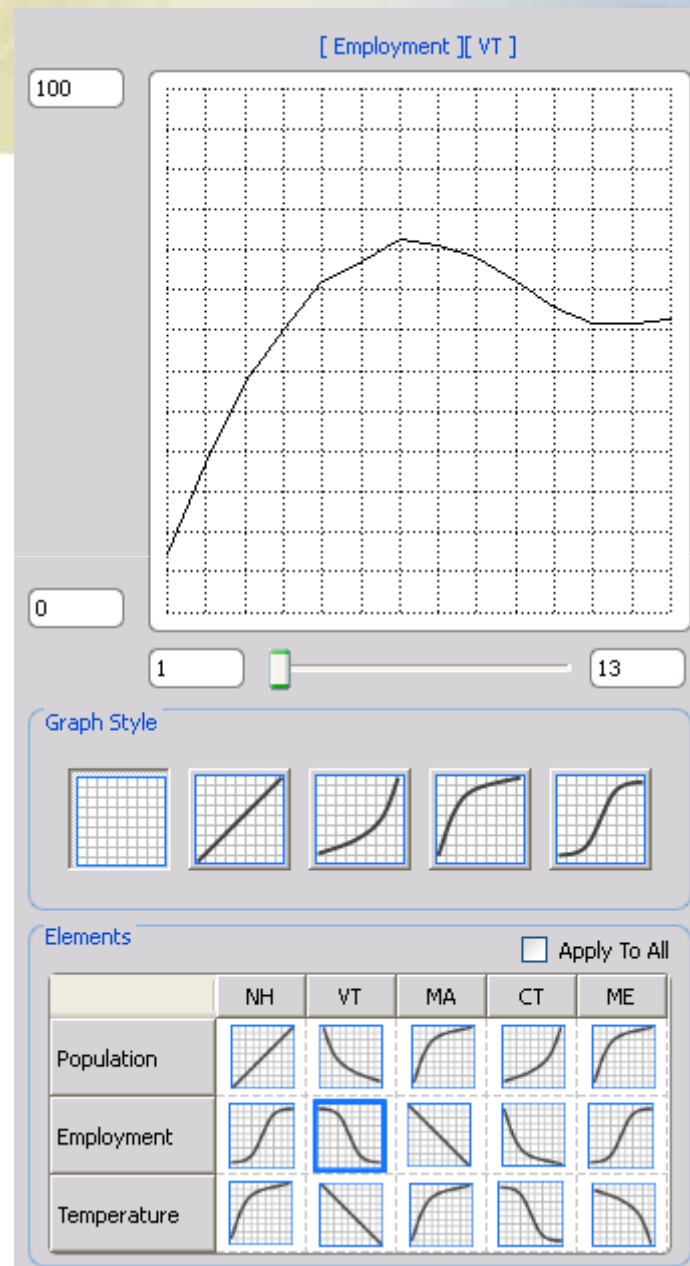 [ Employment ][ VT ]
100
0
1
13
Graph Style
Elements
Apply To All
NH VT MA CT ME
Population
Employment
Temperature